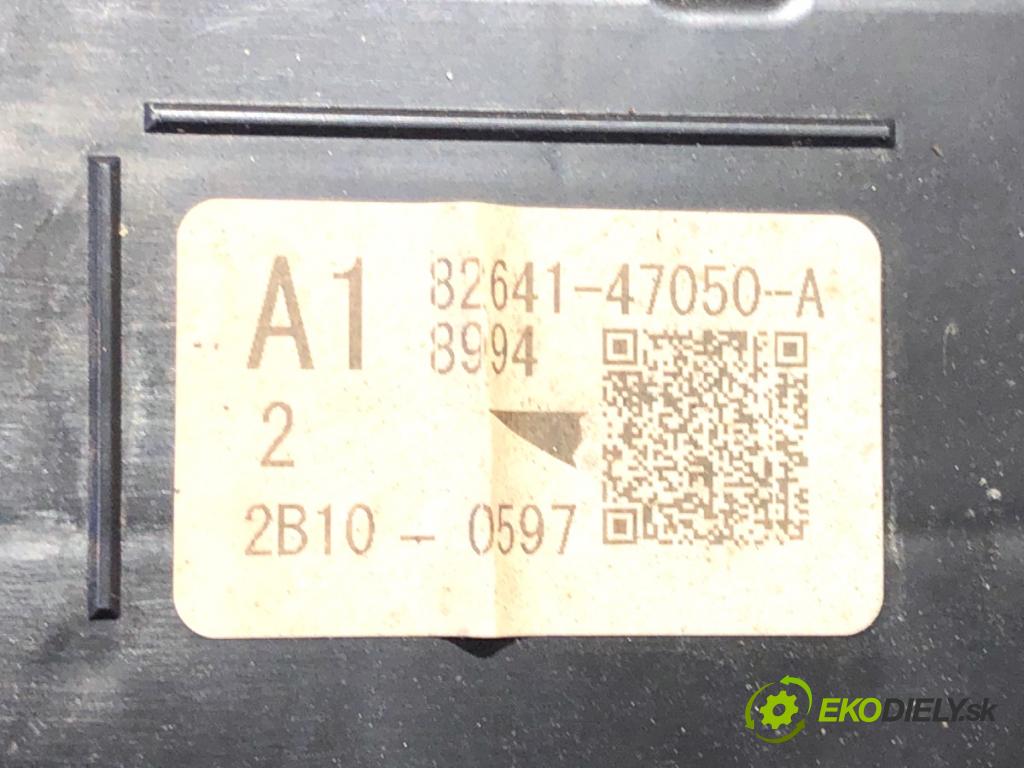 A1
82641-47050-A
8994
2
2B10 - 0597
EKODIELY.sk